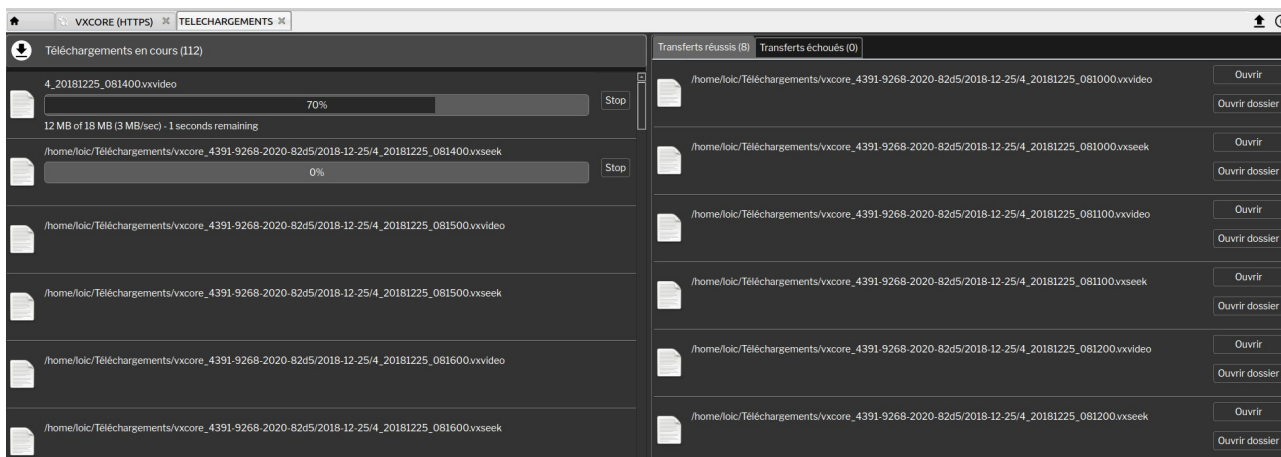 VXCORE (HTTPS)
TELECHARGEMENTS
Téléchargements en cours (112)
4_20181225_081400.vxvideo
70%
Stop
12 MB of 18 MB (3 MB/sec) - 1 seconds remaining
/home/loic/Téléchargements/vxcore_4391-9268-2020-82d5/2018-12-25/4_20181225_081400.vxseek
0%
Stop
/home/loic/Téléchargements/vxcore_4391-9268-2020-82d5/2018-12-25/4_20181225_081500.vxvideo
/home/loic/Téléchargements/vxcore_4391-9268-2020-82d5/2018-12-25/4_20181225_081500.vxseek
/home/loic/Téléchargements/vxcore_4391-9268-2020-82d5/2018-12-25/4_20181225_081600.vxvideo
/home/loic/Téléchargements/vxcore_4391-9268-2020-82d5/2018-12-25/4_20181225_081600.vxseek
Transferts réussis (8)
Transferts échoués (0)
/home/loic/Téléchargements/vxcore_4391-9268-2020-82d5/2018-12-25/4_20181225_081000.vxvideo
Ouvrir
Ouvrir dossier
/home/loic/Téléchargements/vxcore_4391-9268-2020-82d5/2018-12-25/4_20181225_081000.vxseek
Ouvrir
Ouvrir dossier
/home/loic/Téléchargements/vxcore_4391-9268-2020-82d5/2018-12-25/4_20181225_081100.vxvideo
Ouvrir
Ouvrir dossier
/home/loic/Téléchargements/vxcore_4391-9268-2020-82d5/2018-12-25/4_20181225_081100.vxseek
Ouvrir
Ouvrir dossier
/home/loic/Téléchargements/vxcore_4391-9268-2020-82d5/2018-12-25/4_20181225_081200.vxvideo
Ouvrir
Ouvrir dossier
/home/loic/Téléchargements/vxcore_4391-9268-2020-82d5/2018-12-25/4_20181225_081200.vxseek
Ouvrir
Ouvrir dossier